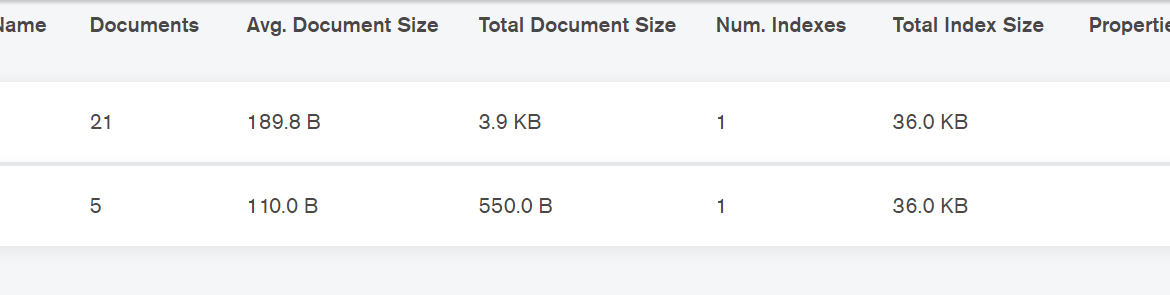 Name Documents Avg. Document Size Total Document Size Num. Indexes Total Index Size Propertie
21 189.8 B 3.9 KB 1 36.0 KB
5 110.0 B 550.0 B 1 36.0 KB